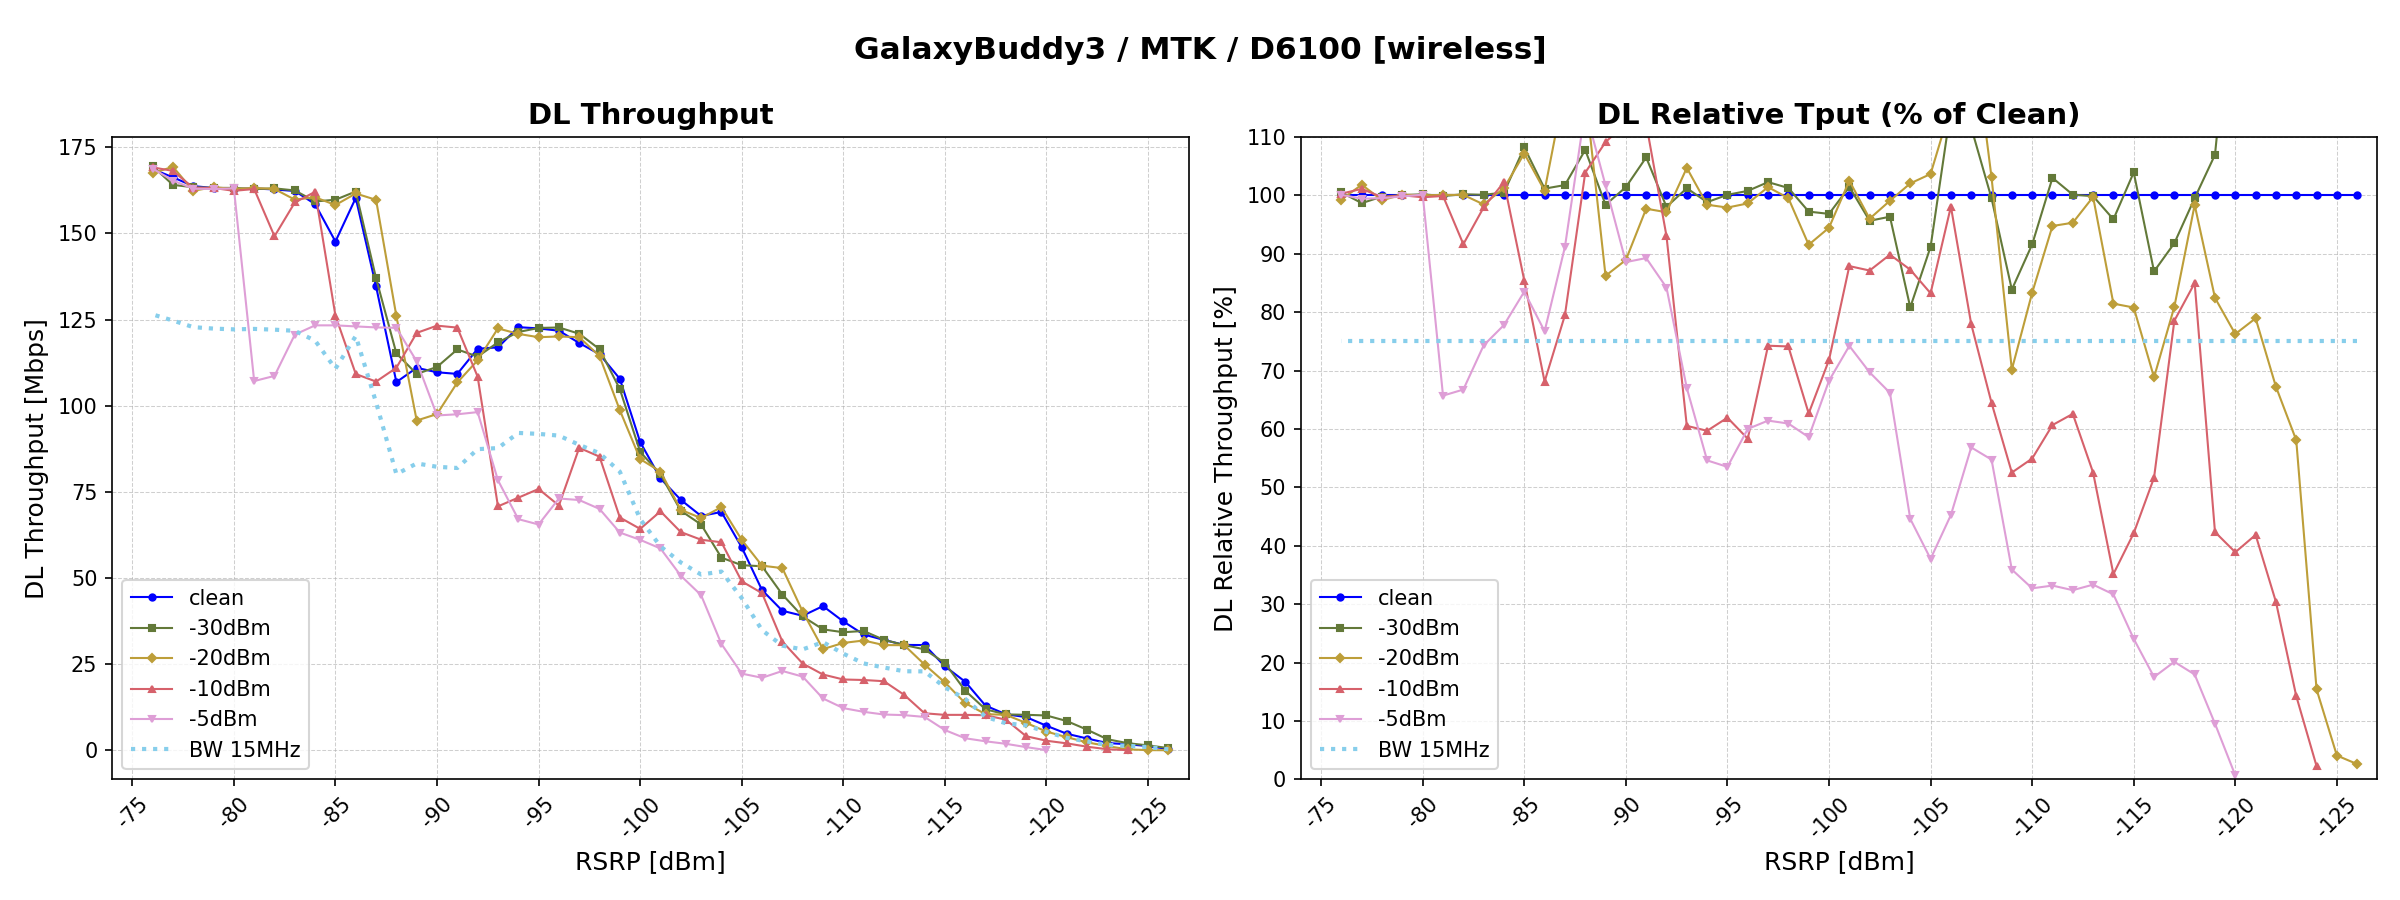 GalaxyBuddy3 / MTK / D6100 [wireless]
DL Throughput
DL Throughput [Mbps]
175
150
125
100
75
50
25
0
clean
-30dBm
-20dBm
-10dBm
-5dBm
BW 15MHz
-75
-80
-85
-90
-95
-100
-105
-110
-115
-120
-125
RSRP [dBm]
DL Relative Tput (% of Clean)
DL Relative Throughput [%]
110
100
90
80
70
60
50
40
30
20
10
0
clean
-30dBm
-20dBm
-10dBm
-5dBm
BW 15MHz
-75
-80
-85
-90
-95
-100
-105
-110
-115
-120
-125
RSRP [dBm]